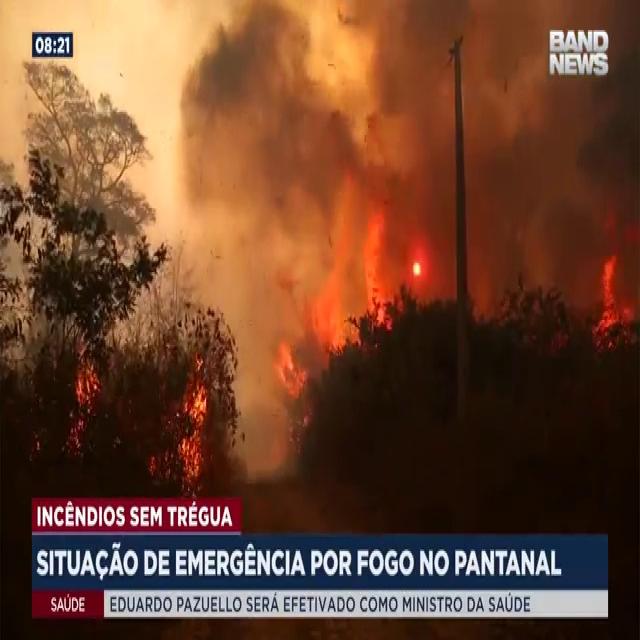 08:21
BAND
NEWS
INCÊNDIOS SEM TRÉGUA
SITUAÇÃO DE EMERGÊNCIA POR FOGO NO PANTANAL
SAÚDE EDUARDO PAZUELLO SERÁ EFETIVADO COMO MINISTRO DA SAÚDE